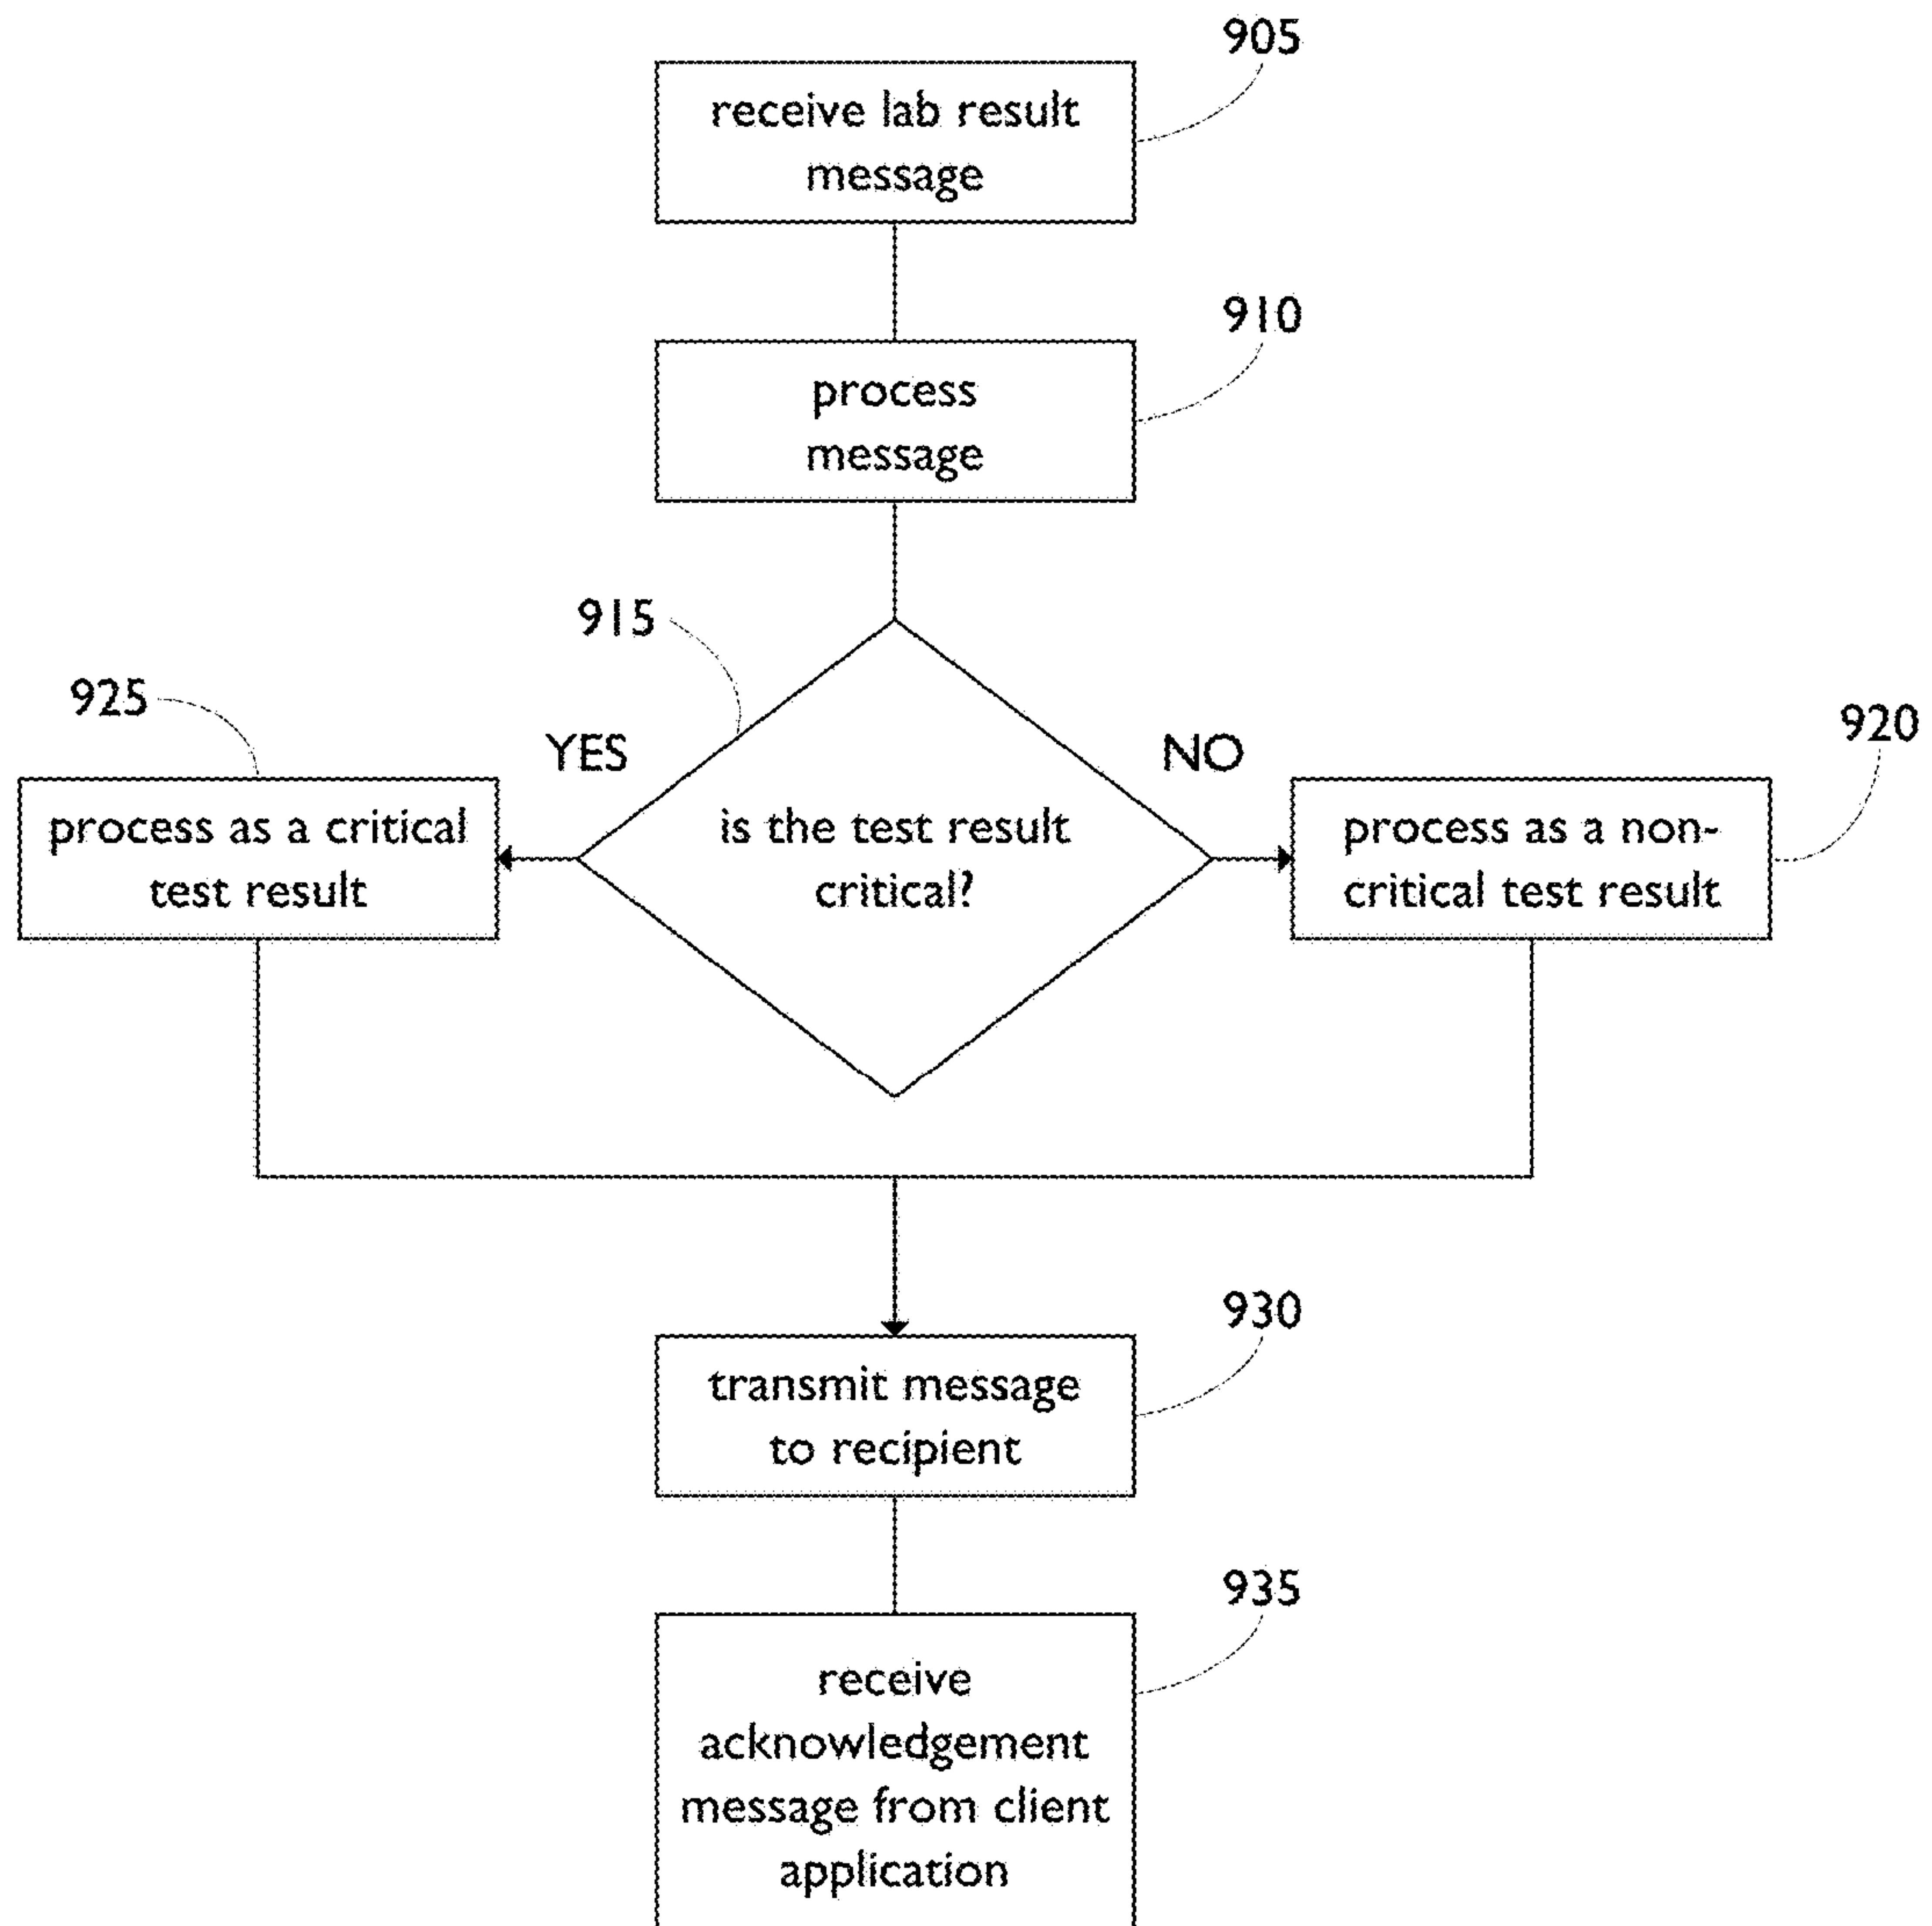 905
receive lab result
message
910
process
message
915
925
YES
NO
920
process as a critical
test result
is the test result
critical?
process as a non-
critical test result
930
transmit message
to recipient
935
receive
acknowledgement
message from client
application